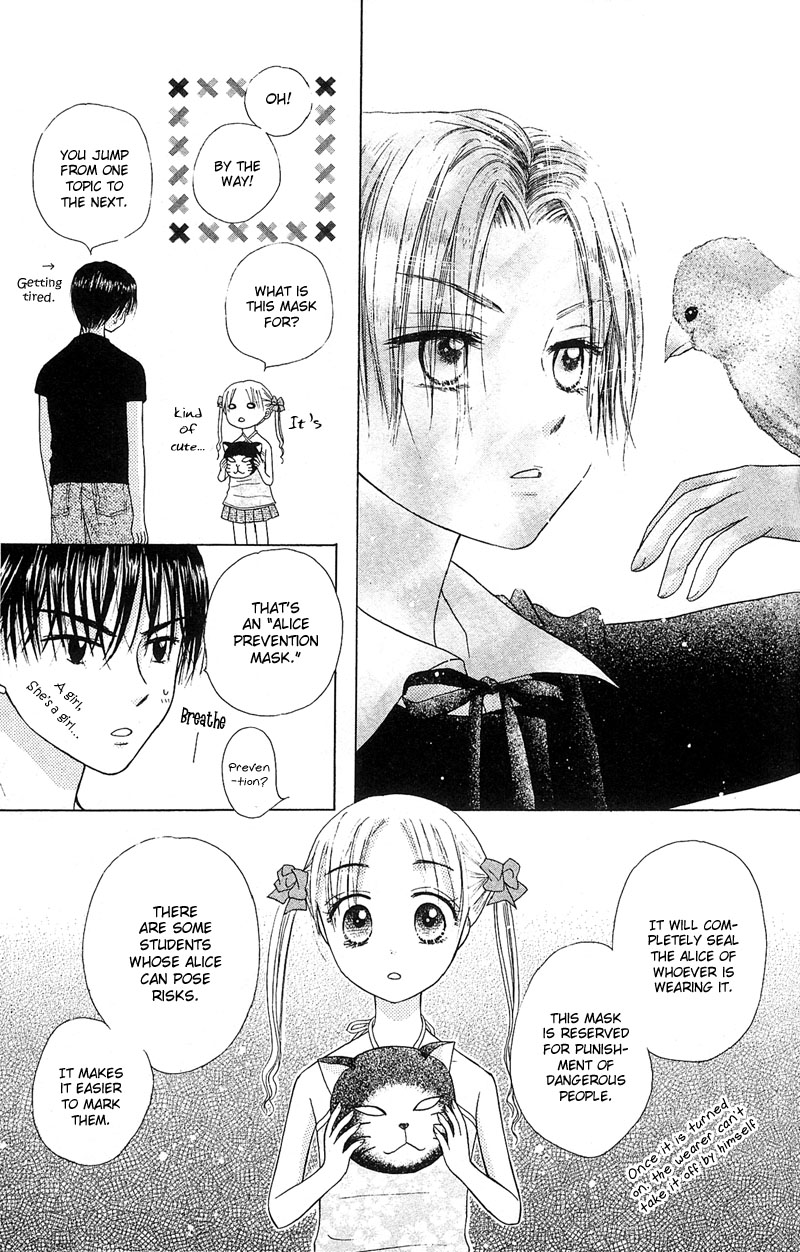 OH!
BY THE
WAY!
YOU JUMP
FROM ONE
TOPIC TO
THE NEXT.
→
Getting
tired.
WHAT IS
THIS MASK
FOR?
It's
kind
of
cute...
THAT'S
AN "ALICE
PREVENTION
MASK."
A girl,
She's a girl...
Breathe
Preven
-tion?
IT WILL COM-
PLETELY SEAL
THE ALICE OF
WHOEVER IS
WEARING IT.
THIS MASK
IS RESERVED
FOR PUNISH-
MENT OF
DANGEROUS
PEOPLE.
Once it is turned
on, the wearer can't
take it off by himself
THERE
ARE SOME
STUDENTS
WHOSE ALICE
CAN POSE
RISKS.
IT MAKES
IT EASIER
TO MARK
THEM.